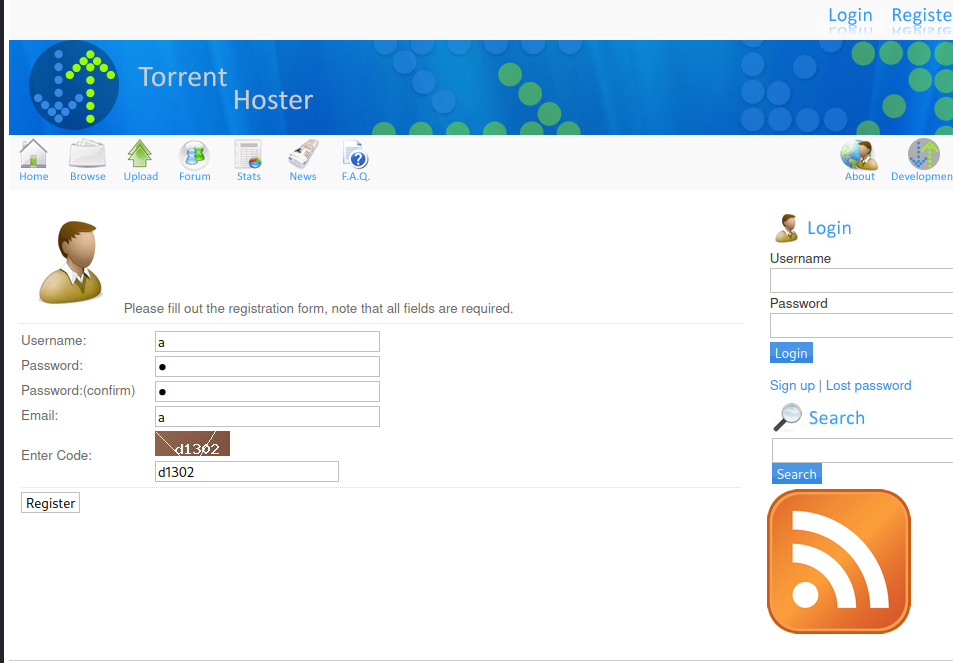 Login Registe
Torrent
Hoster
Home Browse Upload Forum Stats News F.A.Q. About Developmen
Login
Username
Password
Login
Sign up | Lost password
Search
Search
Please fill out the registration form, note that all fields are required.
Username: a
Password: ●
Password:(confirm) ●
Email: a
d1302
Enter Code:
d1302
Register